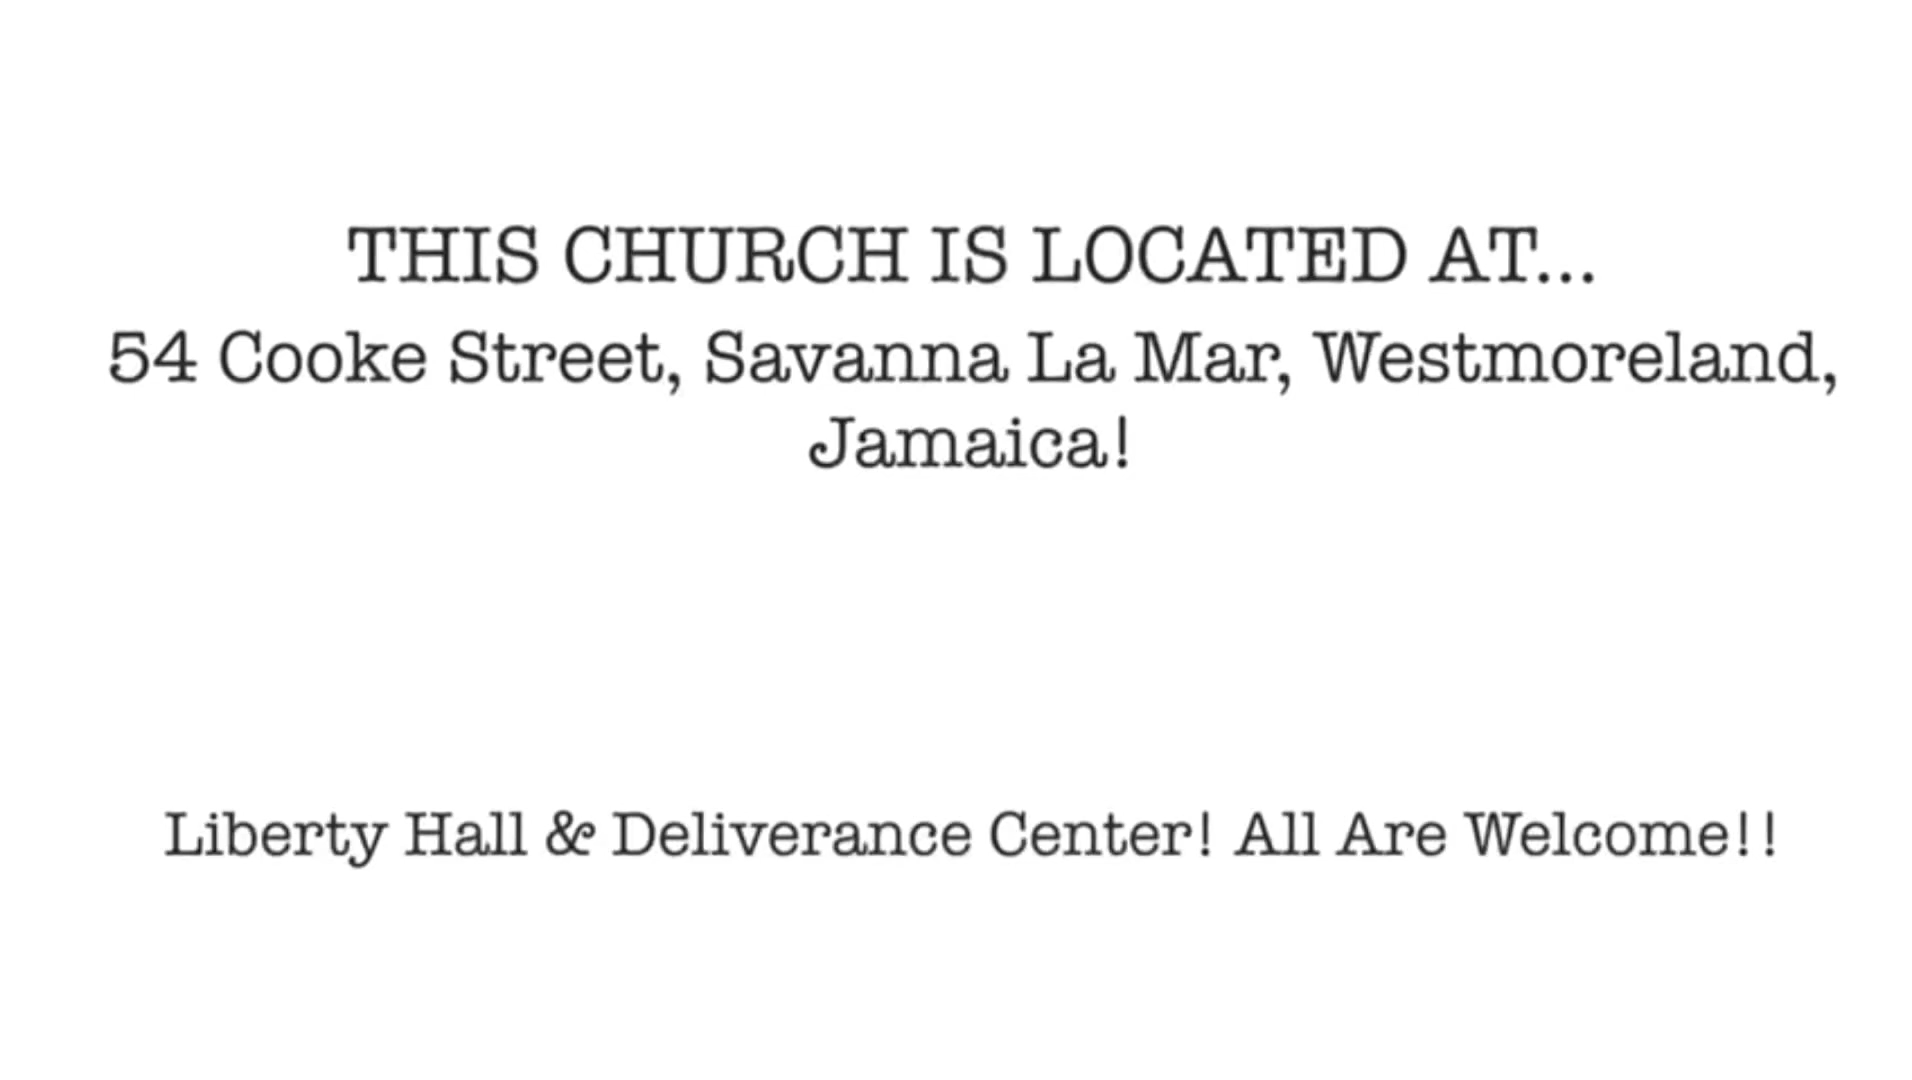 THIS CHURCH IS LOCATED AT...
54 Cooke Street, Savanna La Mar, Westmoreland,
Jamaica!
Liberty Hall & Deliverance Center! All Are Welcome!!